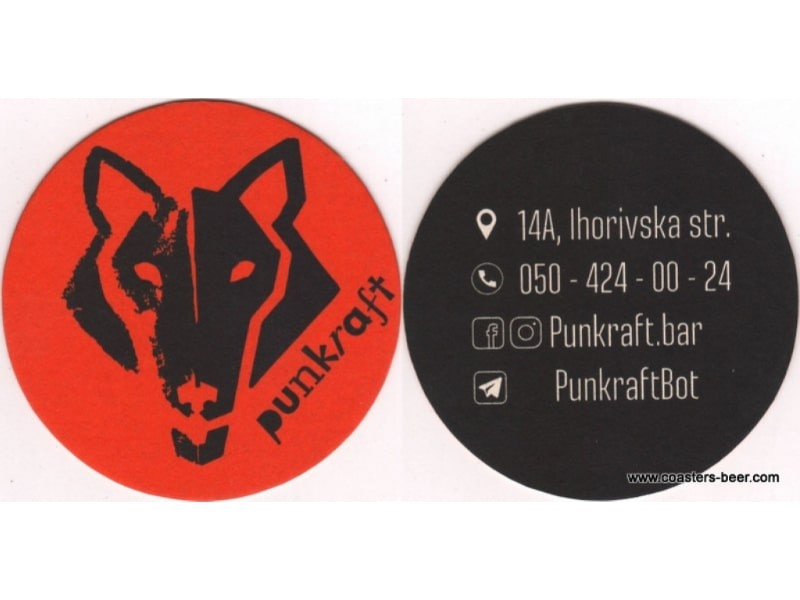 punkraft
14A, Ihorivska str.
050 - 424 - 00 - 24
Punkraft.bar
PunkraftBot
www.coasters-beer.com